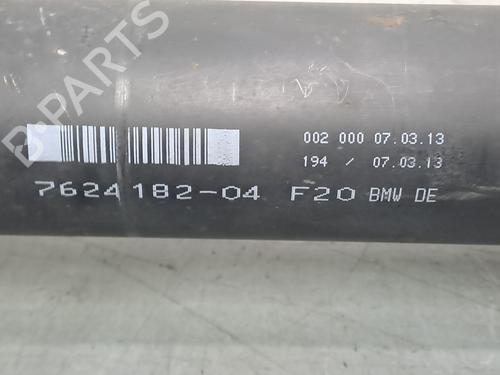 002 000 07.03.13
194 / 07.03.13
7624182-04 F20 BMW DE
B-PARTS